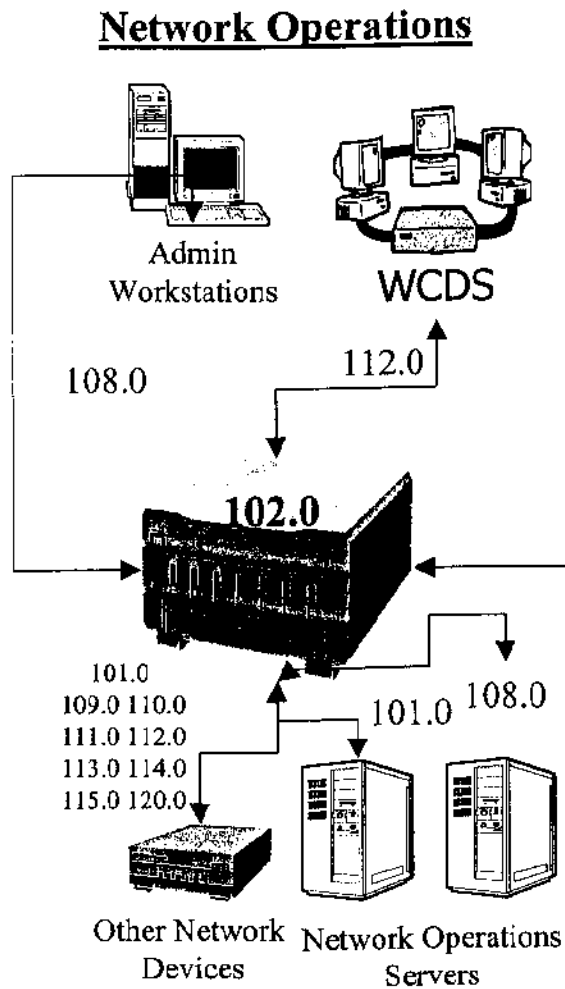 Network Operations
Admin
Workstations
WCDS
108.0
112.0
102.0
101.0
109.0 110.0
111.0 112.0
113.0 114.0
115.0 120.0
101.0
108.0
Other Network
Devices
Network Operations
Servers